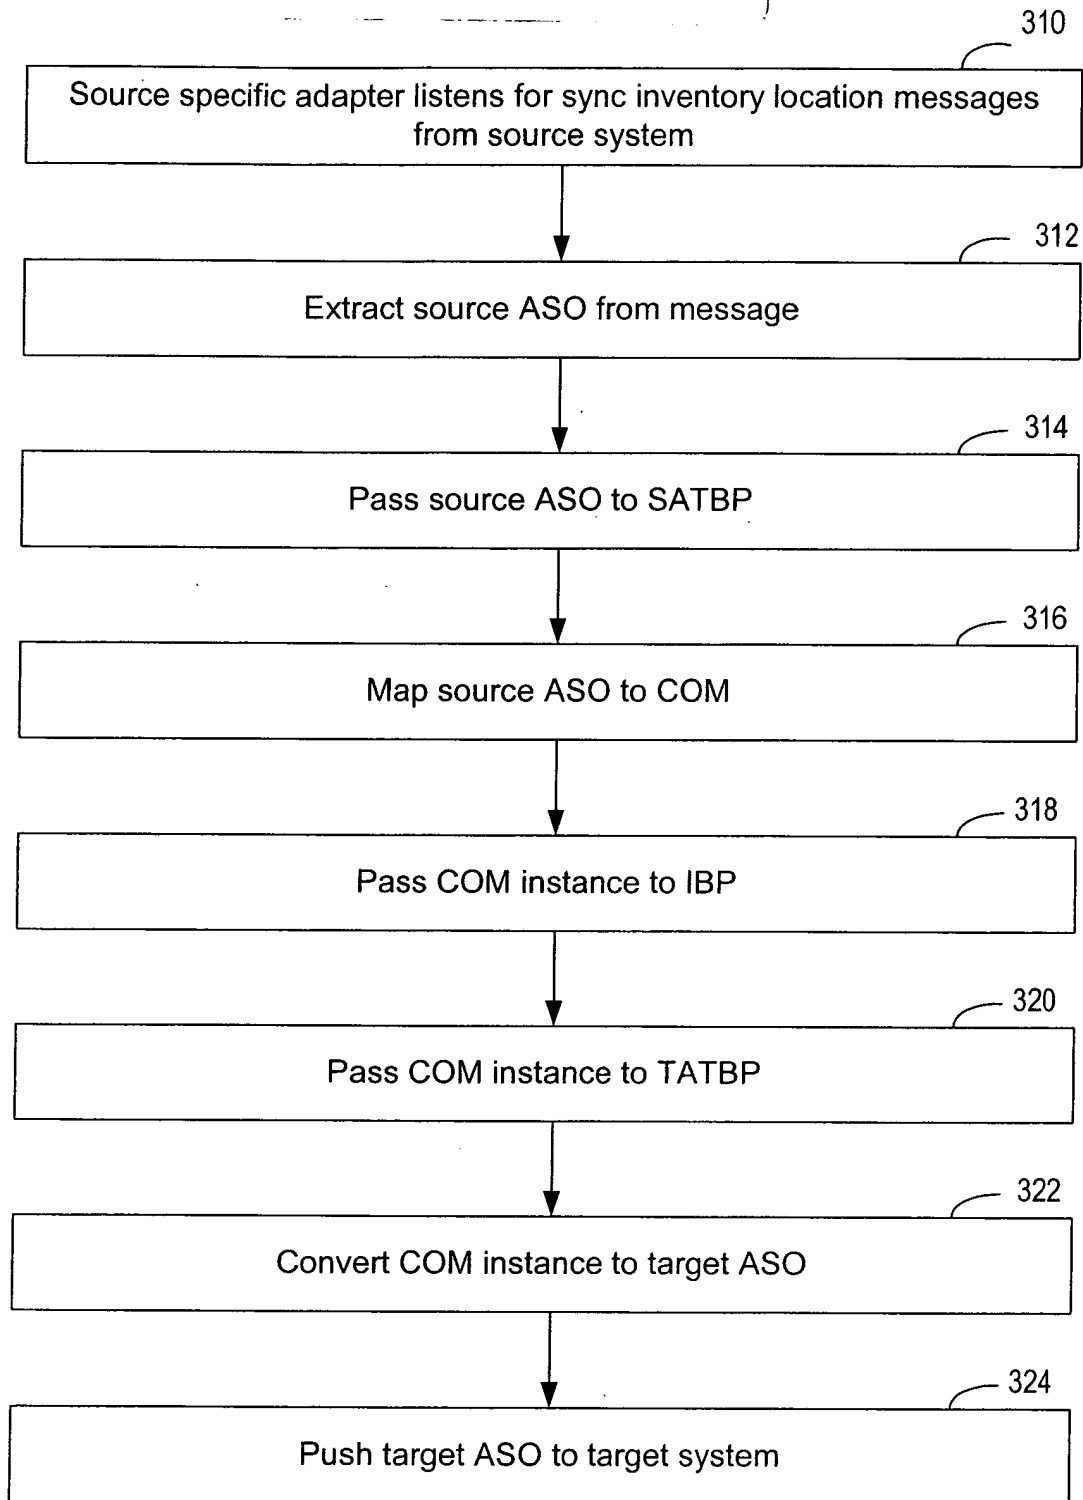 310
Source specific adapter listens for sync inventory location messages
from source system
312
Extract source ASO from message
314
Pass source ASO to SATBP
316
Map source ASO to COM
318
Pass COM instance to IBP
320
Pass COM instance to TATBP
322
Convert COM instance to target ASO
324
Push target ASO to target system